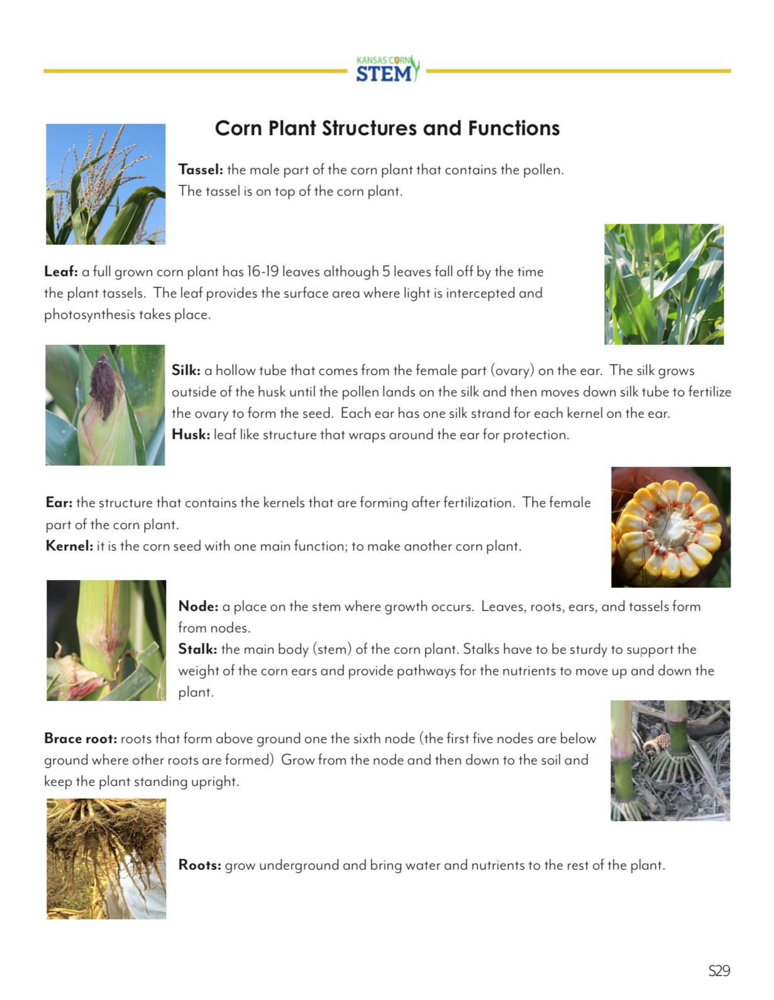 KANSAS CORN
STEM
Corn Plant Structures and Functions
Tassel: the male part of the corn plant that contains the pollen.
The tassel is on top of the corn plant.
Leaf: a full grown corn plant has 16-19 leaves although 5 leaves fall off by the time
the plant tassels. The leaf provides the surface area where light is intercepted and
photosynthesis takes place.
Silk: a hollow tube that comes from the female part (ovary) on the ear. The silk grows
outside of the husk until the pollen lands on the silk and then moves down silk tube to fertilize
the ovary to form the seed. Each ear has one silk strand for each kernel on the ear.
Husk: leaf like structure that wraps around the ear for protection.
Ear: the structure that contains the kernels that are forming after fertilization. The female
part of the corn plant.
Kernel: it is the corn seed with one main function; to make another corn plant.
Node: a place on the stem where growth occurs. Leaves, roots, ears, and tassels form
from nodes.
Stalk: the main body (stem) of the corn plant. Stalks have to be sturdy to support the
weight of the corn ears and provide pathways for the nutrients to move up and down the
plant.
Brace root: roots that form above ground one the sixth node (the first five nodes are below
ground where other roots are formed) Grow from the node and then down to the soil and
keep the plant standing upright.
Roots: grow underground and bring water and nutrients to the rest of the plant.
S29